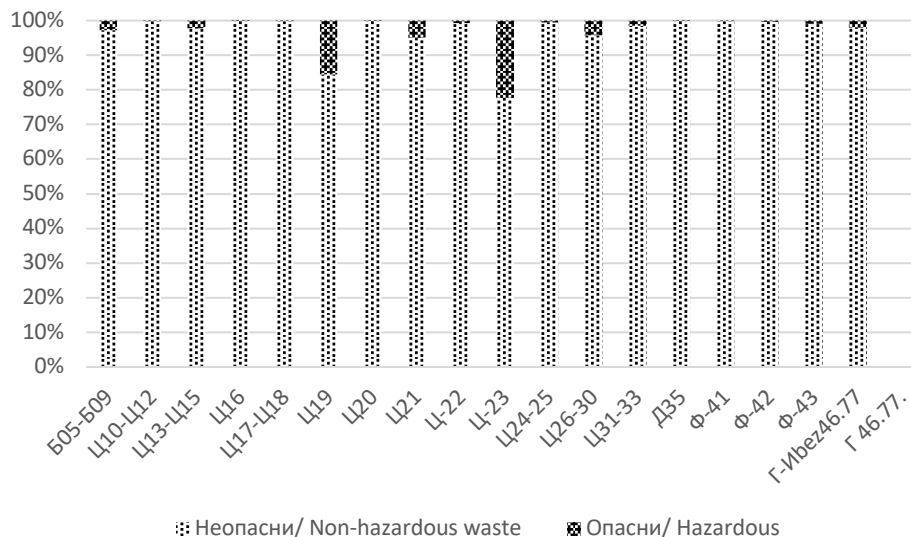 100%
90%
80%
70%
60%
50%
40%
30%
20%
10%
0%
Б05-Б09
Ц10-Ц12
Ц13-Ц15
Ц16
Ц17-Ц18
Ц19
Ц20
Ц21
Ц-22
Ц-23
Ц24-25
Ц26-30
Ц31-33
Д35
Ф-41
Ф-42
Ф-43
Г-Иbez46.77
Г 46.77.
Неопасни/ Non-hazardous waste
Опасни/ Hazardous